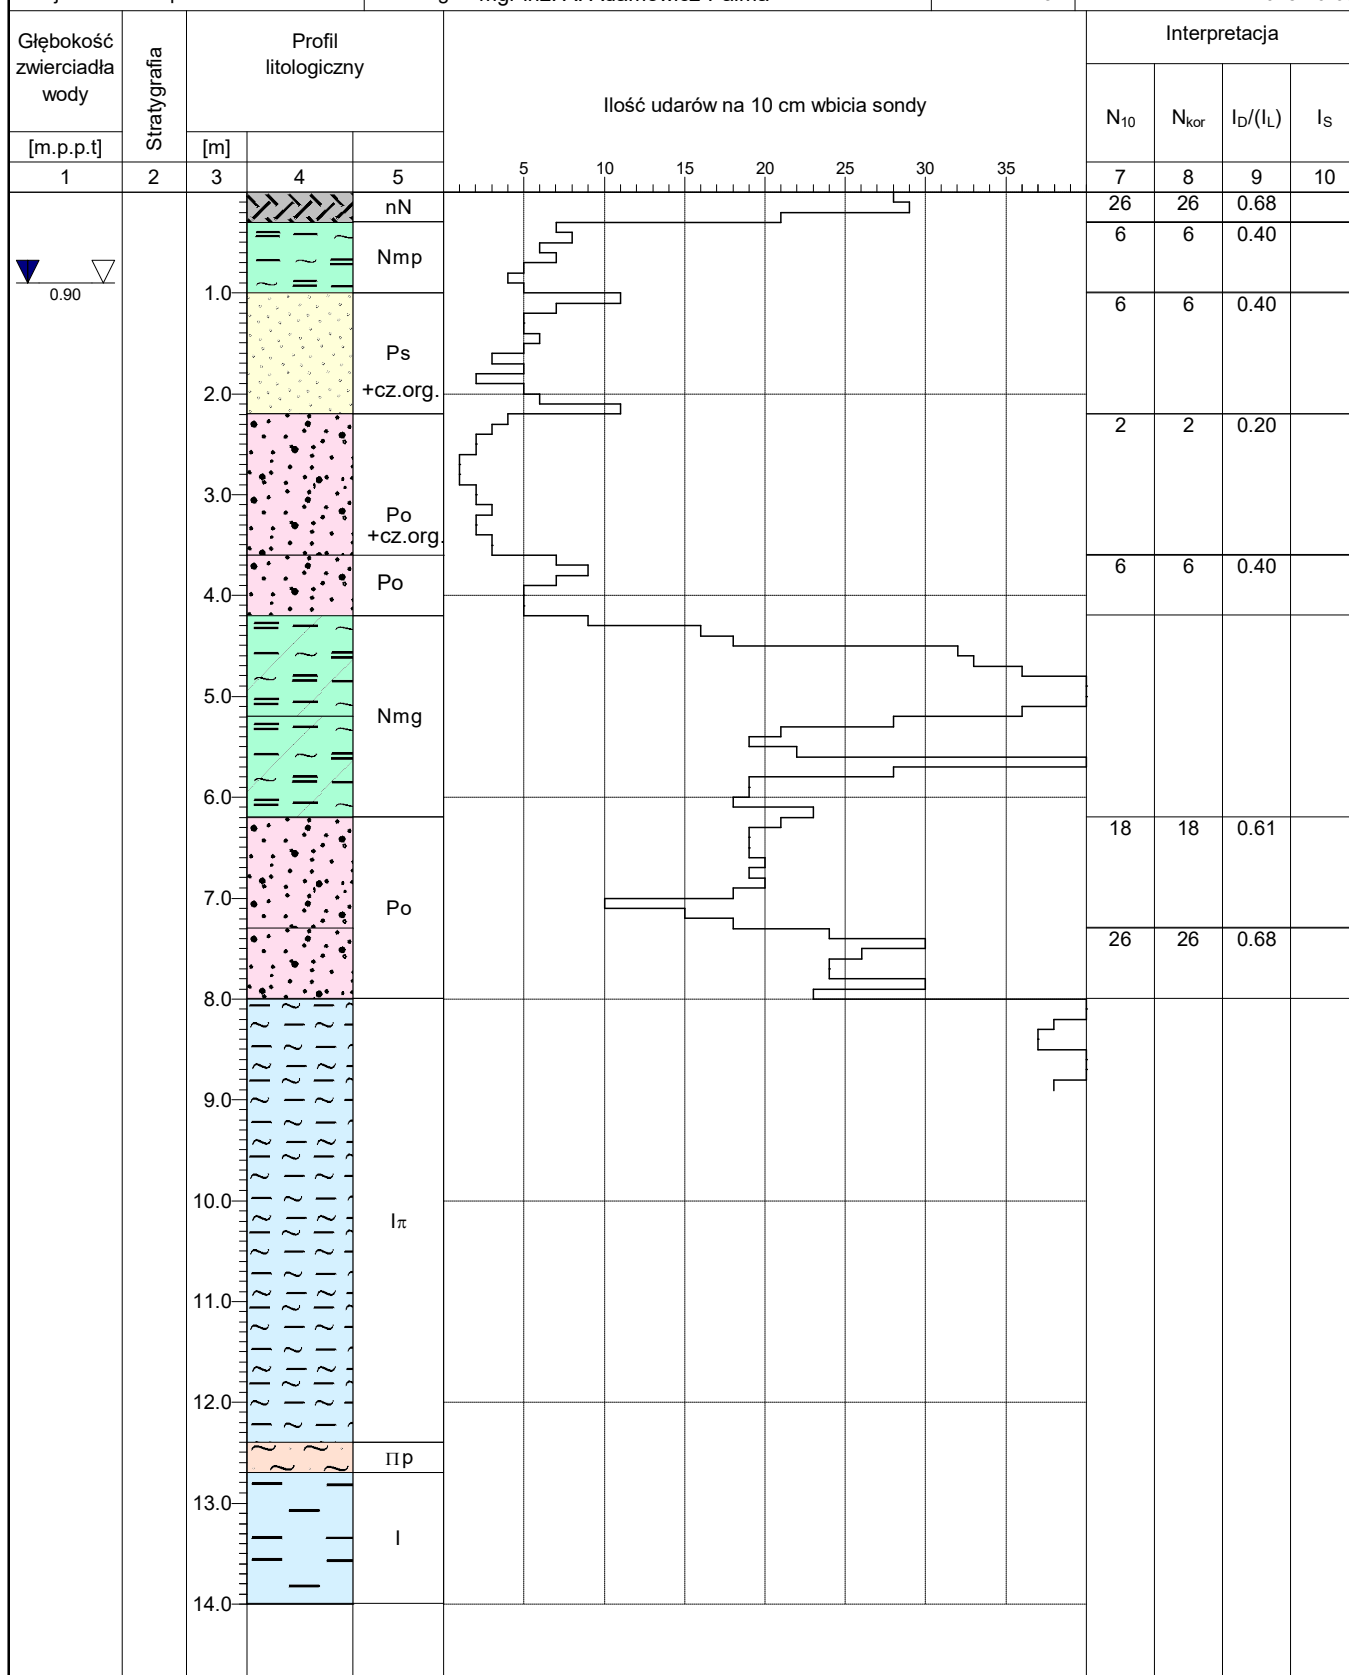 Głębokość
zwierciadła
wody
[m.p.p.t]
Stratygrafia
Profil
litologiczny
[m]
Ilość udarów na 10 cm wbicia sondy
Interpretacja
N10 Nkor ID/(IL) IS
1 2 3 4 5 5 10 15 20 25 30 35 7 8 9 10
nN 26 26 0.68
Nmp 6 6 0.40
0.90
1.0 6 6 0.40
Ps
+cz.org.
2.0
2 2 0.20
3.0
Po
+cz.org.
Po 6 6 0.40
4.0
5.0
Nmg
6.0
18 18 0.61
7.0
Po
26 26 0.68
8.0
9.0
10.0
Iπ
11.0
12.0
Πp
13.0
I
14.0